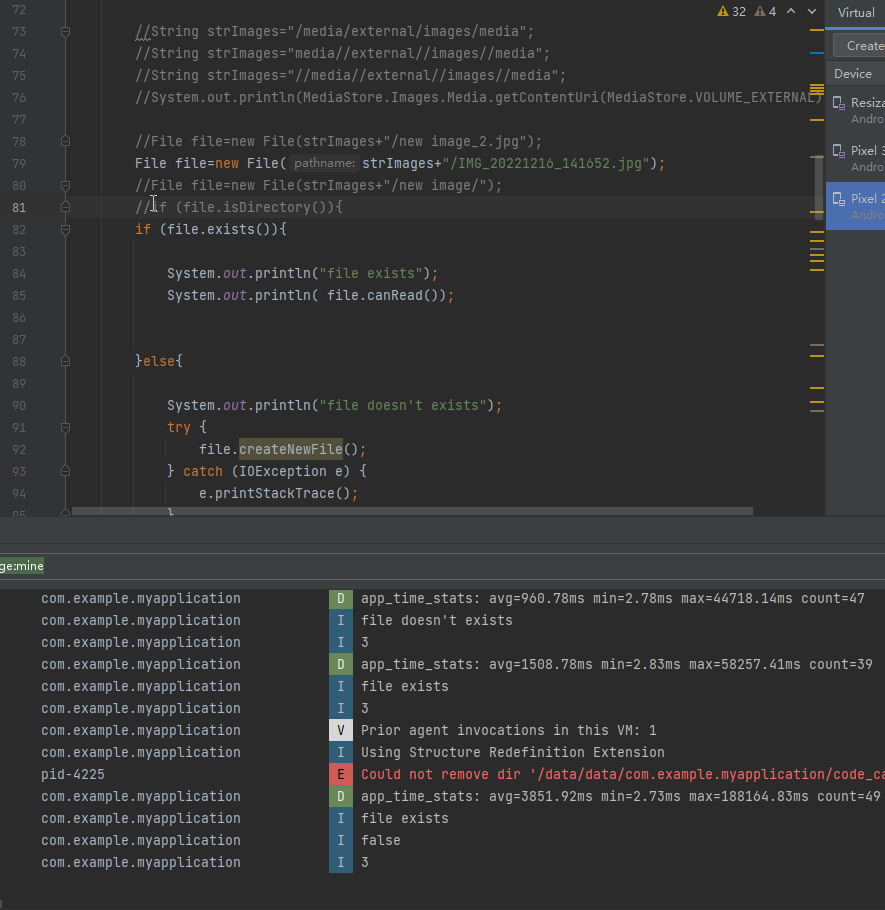 32 4
Virtual
Create
Device
Resiza
Andro
Pixel 3
Andro
Pixel 2
Andro
72
73 //String strImages="/media/external/images/media";
74 //String strImages="media//external//images//media";
75 //String strImages="//media//external//images//media";
76 //System.out.println(MediaStore.Images.Media.getContentUri(MediaStore.VOLUME_EXTERNAL)
77
78 //File file=new File(strImages+"/new image_2.jpg");
79 File file=new File( pathname: strImages+"/IMG_20221216_141652.jpg");
80 //File file=new File(strImages+"/new image/");
81 //if (file.isDirectory()){
82 if (file.exists()){
83
84 System.out.println("file exists");
85 System.out.println( file.canRead());
86
87
88 }else{
89
90 System.out.println("file doesn't exists");
91 try {
92 file.createNewFile();
93 } catch (IOException e) {
94 e.printStackTrace();
95 }
ge:mine
com.example.myapplication D app_time_stats: avg=960.78ms min=2.78ms max=44718.14ms count=47
com.example.myapplication I file doesn't exists
com.example.myapplication I 3
com.example.myapplication D app_time_stats: avg=1508.78ms min=2.83ms max=58257.41ms count=39
com.example.myapplication I file exists
com.example.myapplication I 3
com.example.myapplication V Prior agent invocations in this VM: 1
com.example.myapplication I Using Structure Redefinition Extension
pid-4225 E Could not remove dir '/data/data/com.example.myapplication/code_ca
com.example.myapplication D app_time_stats: avg=3851.92ms min=2.73ms max=188164.83ms count=49
com.example.myapplication I file exists
com.example.myapplication I false
com.example.myapplication I 3